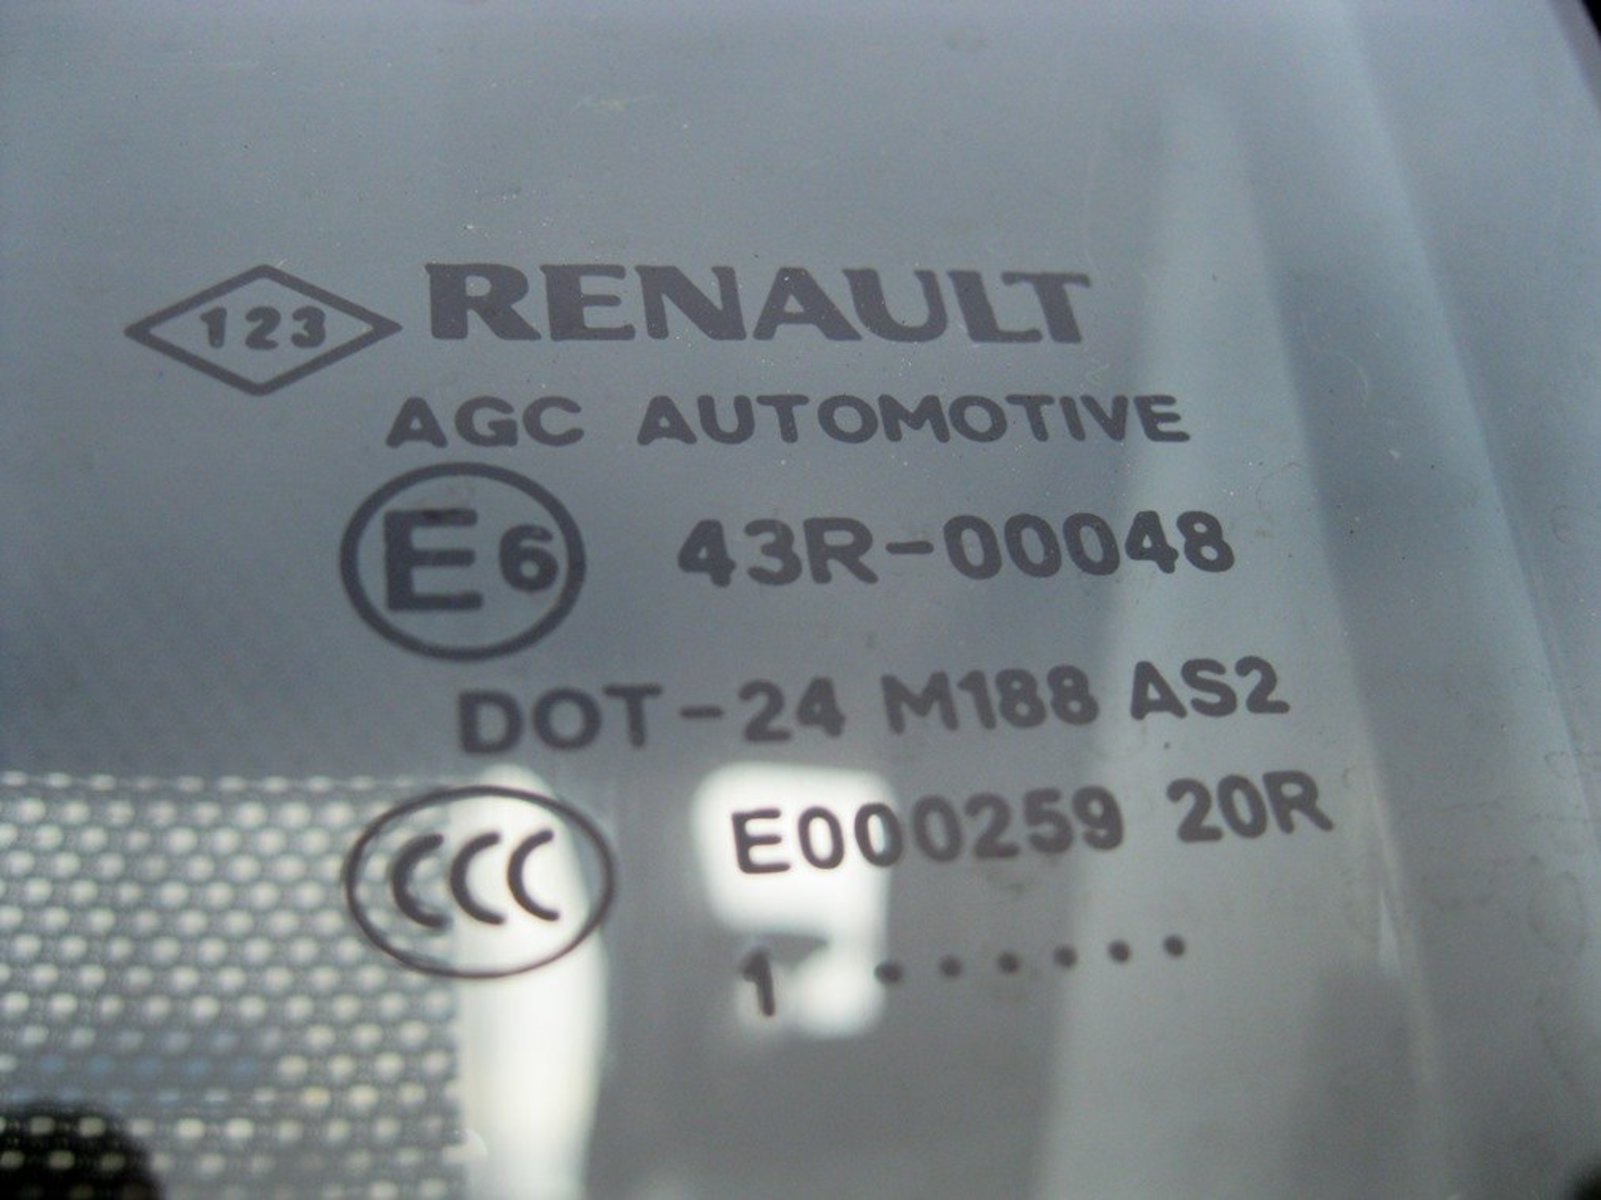 123 RENAULT
AGC AUTOMOTIVE
E6 43R-00048
DOT-24 M188 AS2
CCC E000259 20R
1 ••••••